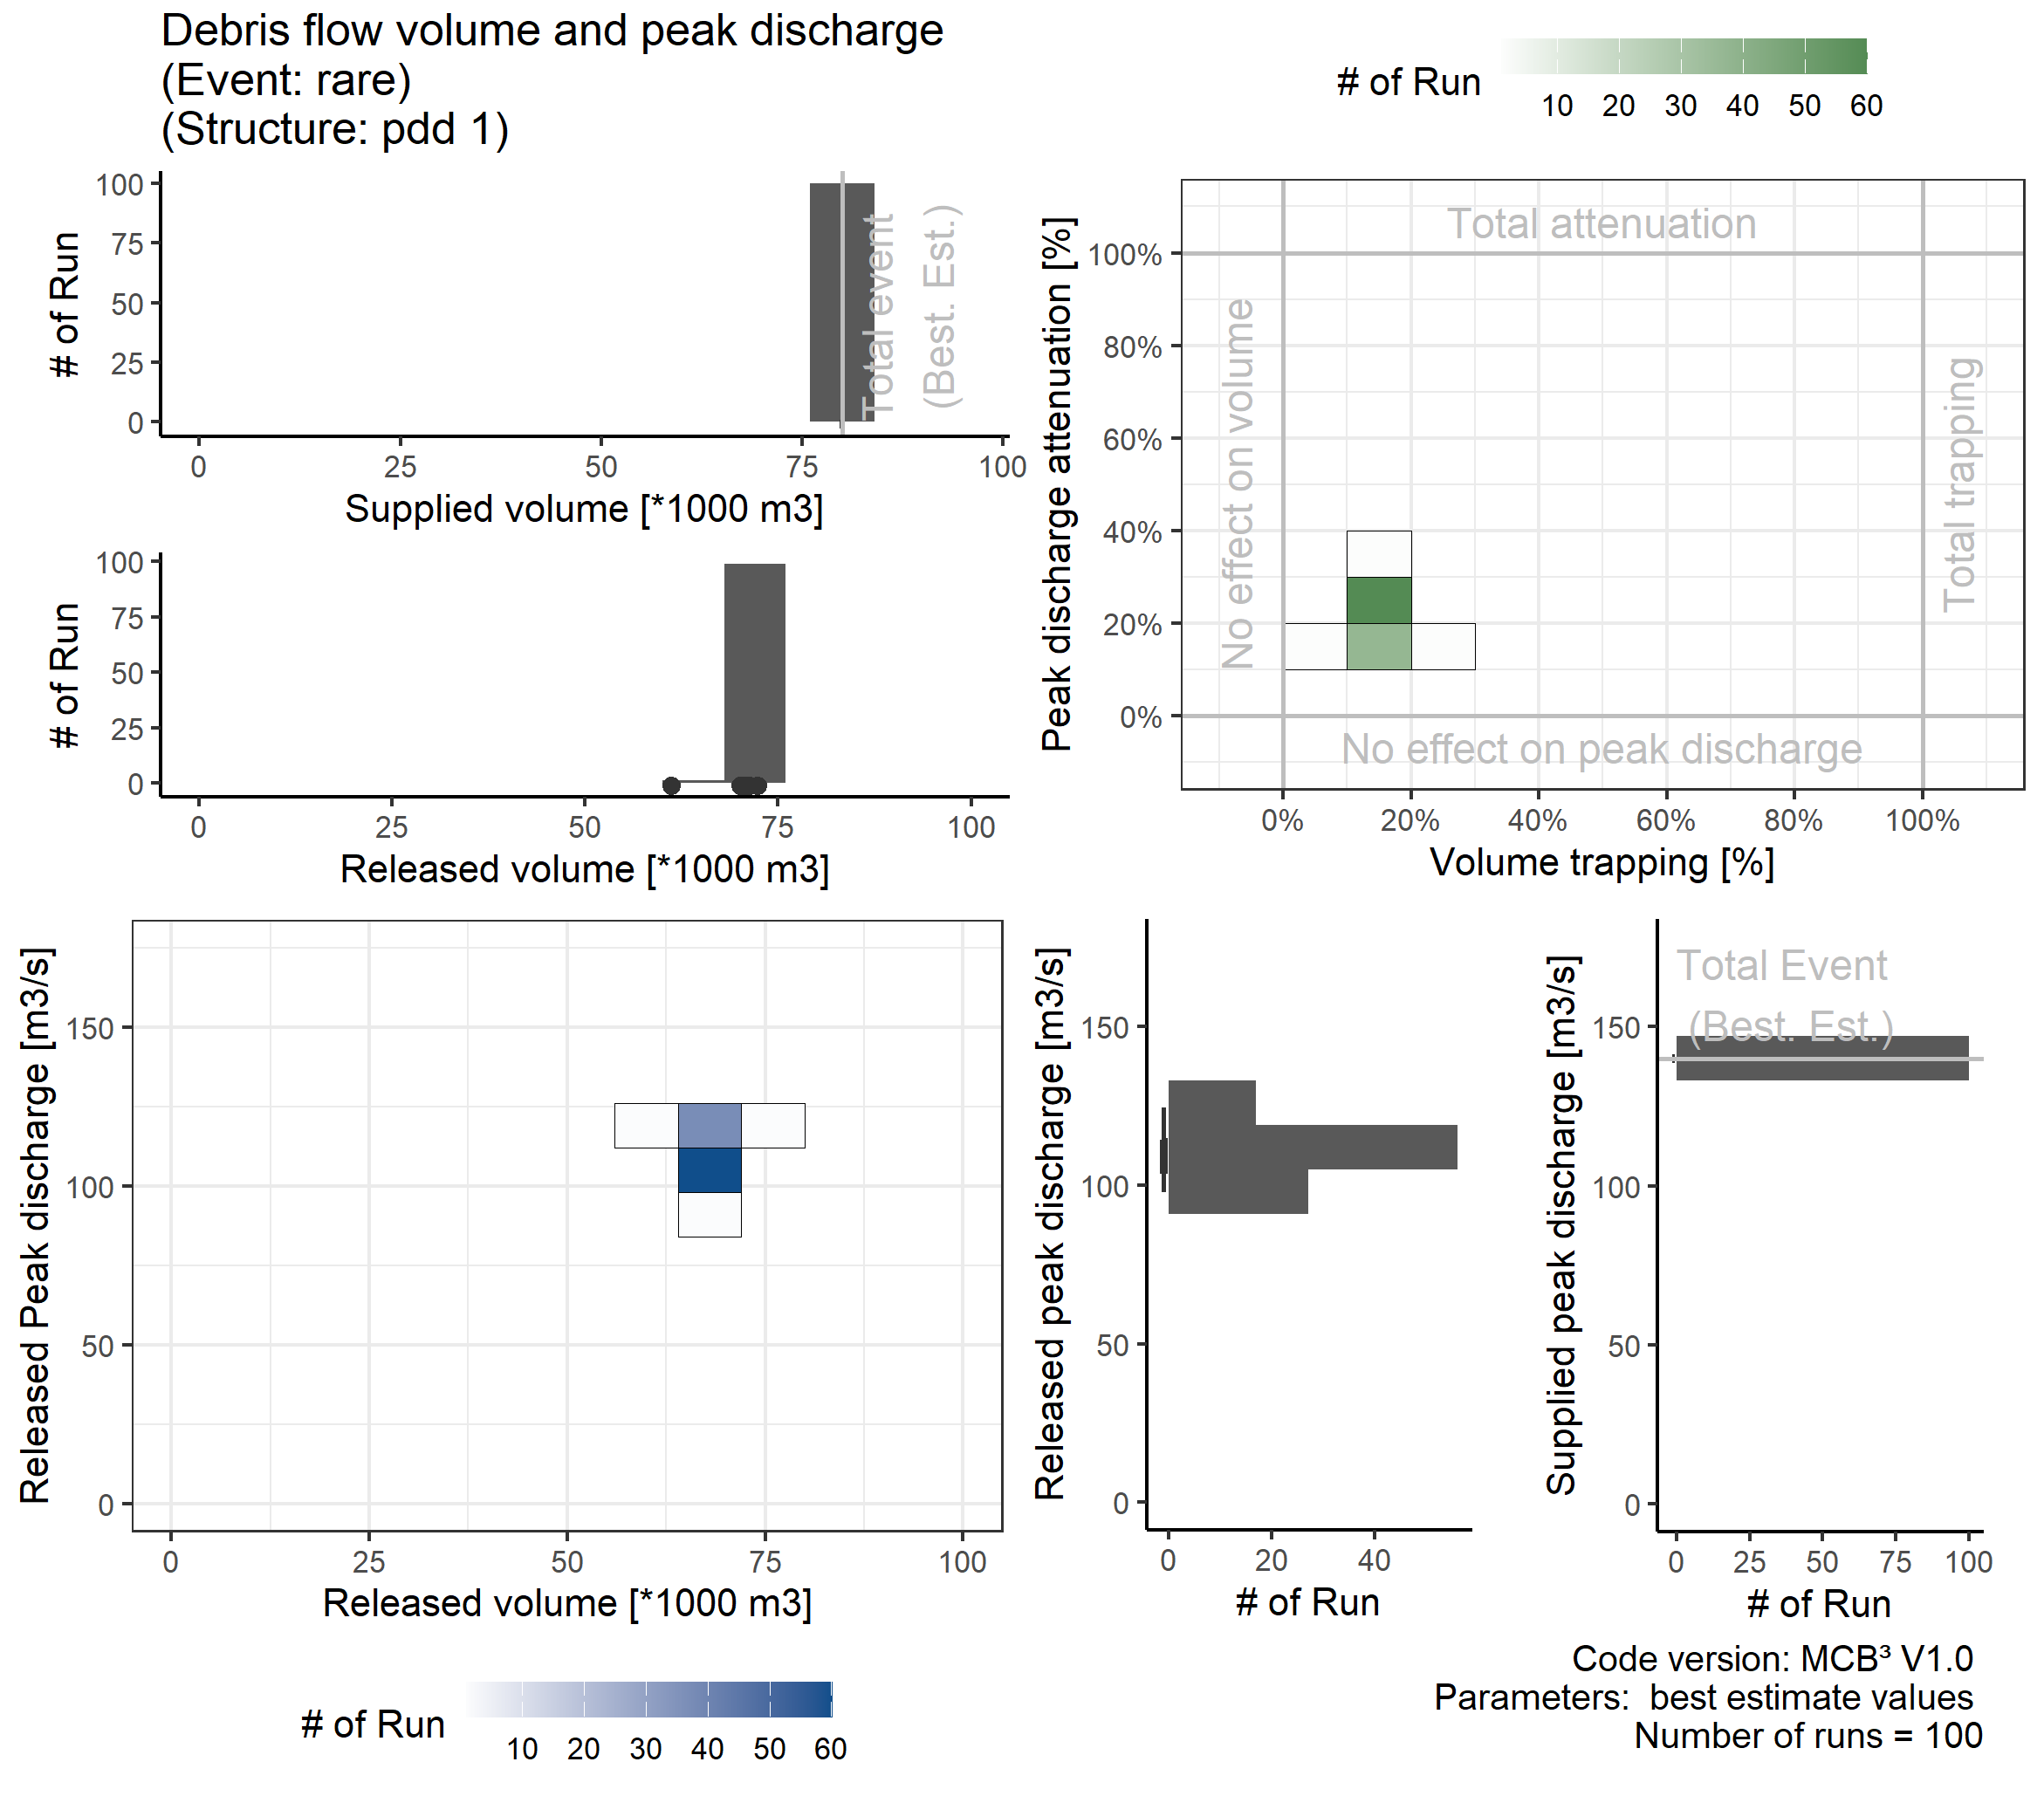 Debris flow volume and peak discharge
(Event: rare)
(Structure: pdd 1)
# of Run
10 20 30 40 50 60
# of Run
100
75
50
25
0
Total event
(Best. Est.)
0 25 50 75 100
Supplied volume [*1000 m3]
# of Run
100
75
50
25
0
0 25 50 75 100
Released volume [*1000 m3]
Peak discharge attenuation [%]
100%
80%
60%
40%
20%
0%
Total attenuation
No effect on volume
Total trapping
No effect on peak discharge
0% 20% 40% 60% 80% 100%
Volume trapping [%]
Released Peak discharge [m3/s]
150
100
50
0
0 25 50 75 100
Released volume [*1000 m3]
# of Run
10 20 30 40 50 60
Released peak discharge [m3/s]
150
100
50
0
0 20 40
# of Run
Supplied peak discharge [m3/s]
150
100
50
0
Total Event
(Best. Est.)
0 25 50 75 100
# of Run
Code version: MCB³ V1.0
Parameters:  best estimate values
Number of runs = 100